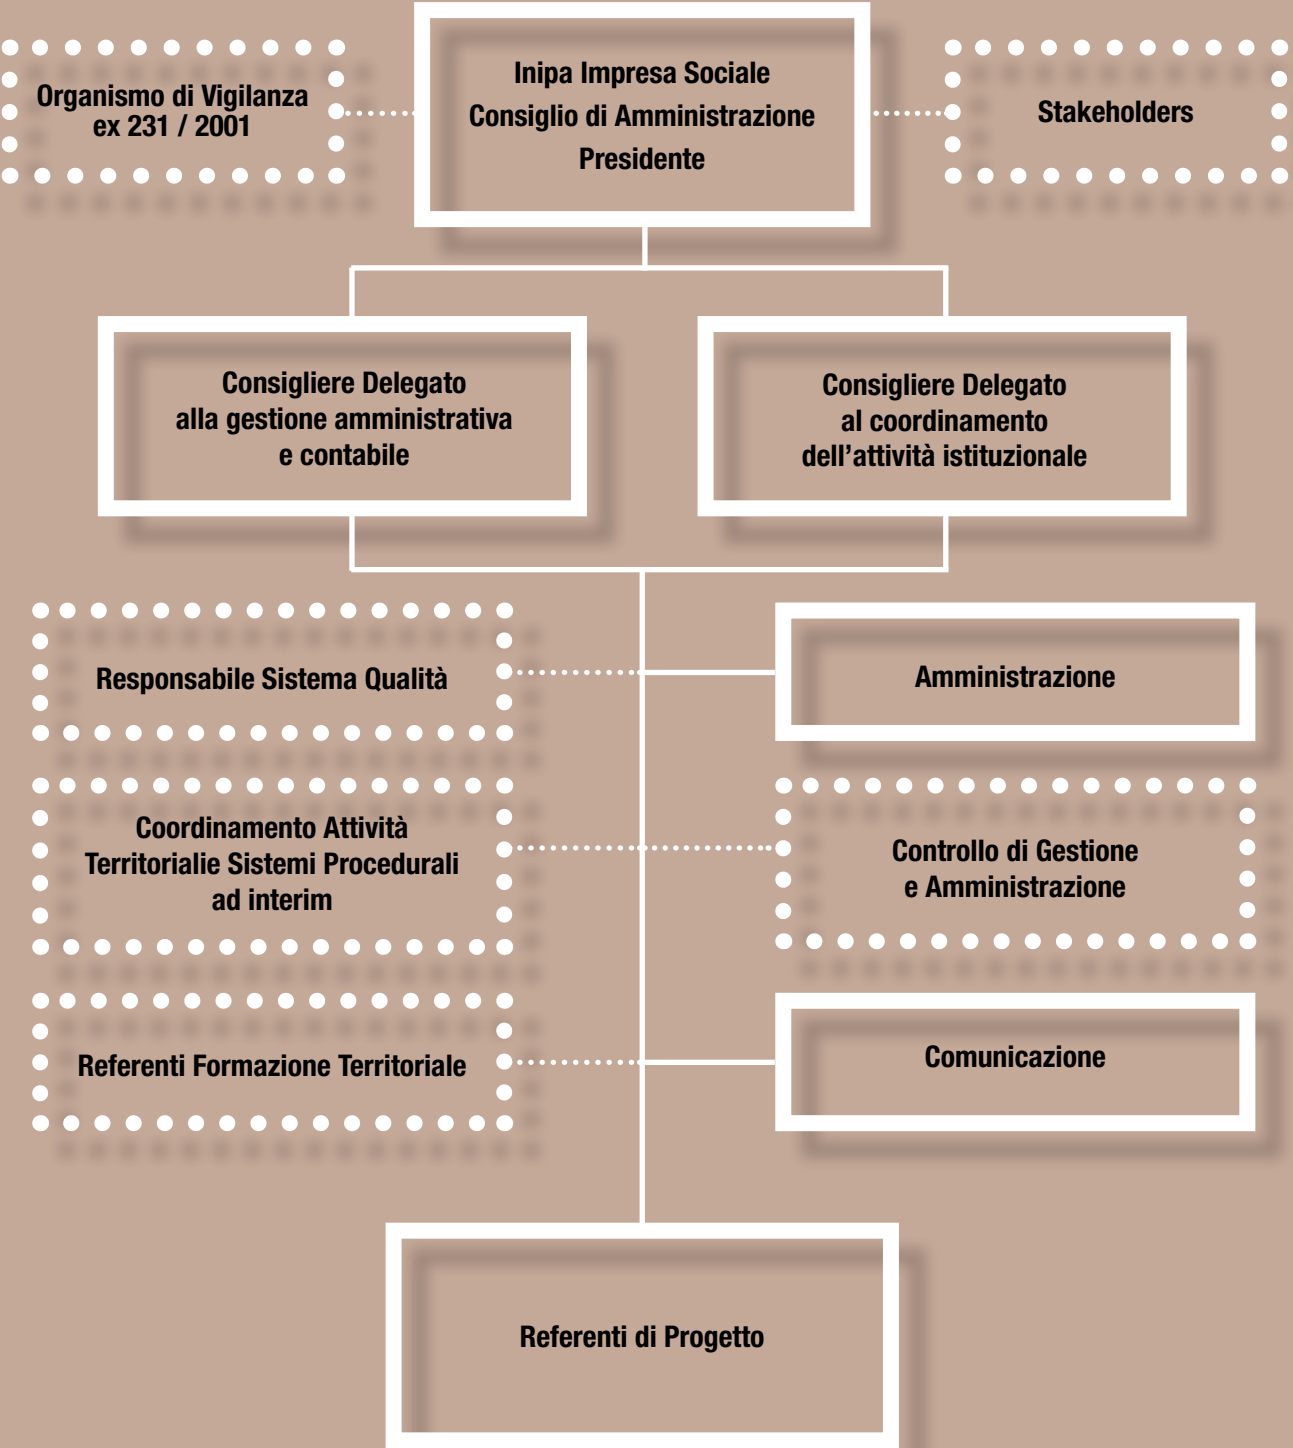 Organismo di Vigilanza
ex 231 / 2001
Inipa Impresa Sociale
Consiglio di Amministrazione
Presidente
Stakeholders
Consigliere Delegato
alla gestione amministrativa
e contabile
Consigliere Delegato
al coordinamento
dell'attività istituzionale
Responsabile Sistema Qualità
Amministrazione
Coordinamento Attività
Territorialie Sistemi Procedurali
ad interim
Controllo di Gestione
e Amministrazione
Referenti Formazione Territoriale
Comunicazione
Referenti di Progetto